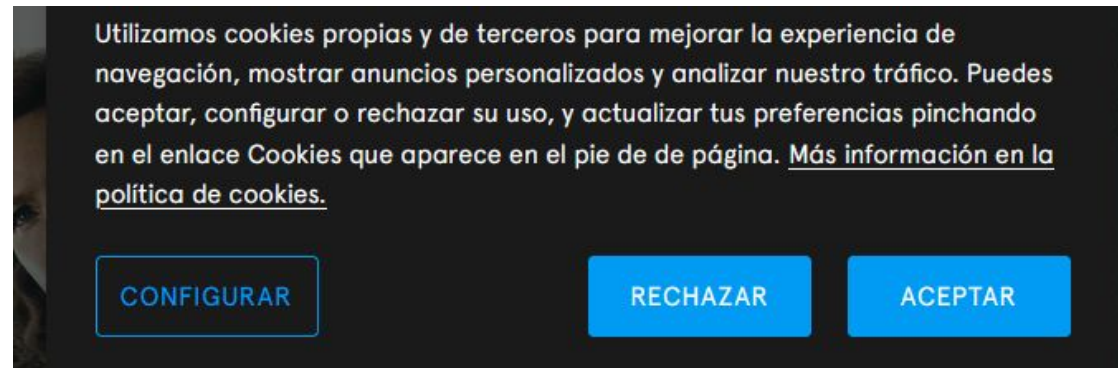 Utilizamos cookies propias y de terceros para mejorar la experiencia de
navegación, mostrar anuncios personalizados y analizar nuestro tráfico. Puedes
aceptar, configurar o rechazar su uso, y actualizar tus preferencias pinchando
en el enlace Cookies que aparece en el pie de de página. Más información en la
política de cookies.
CONFIGURAR RECHAZAR ACEPTAR